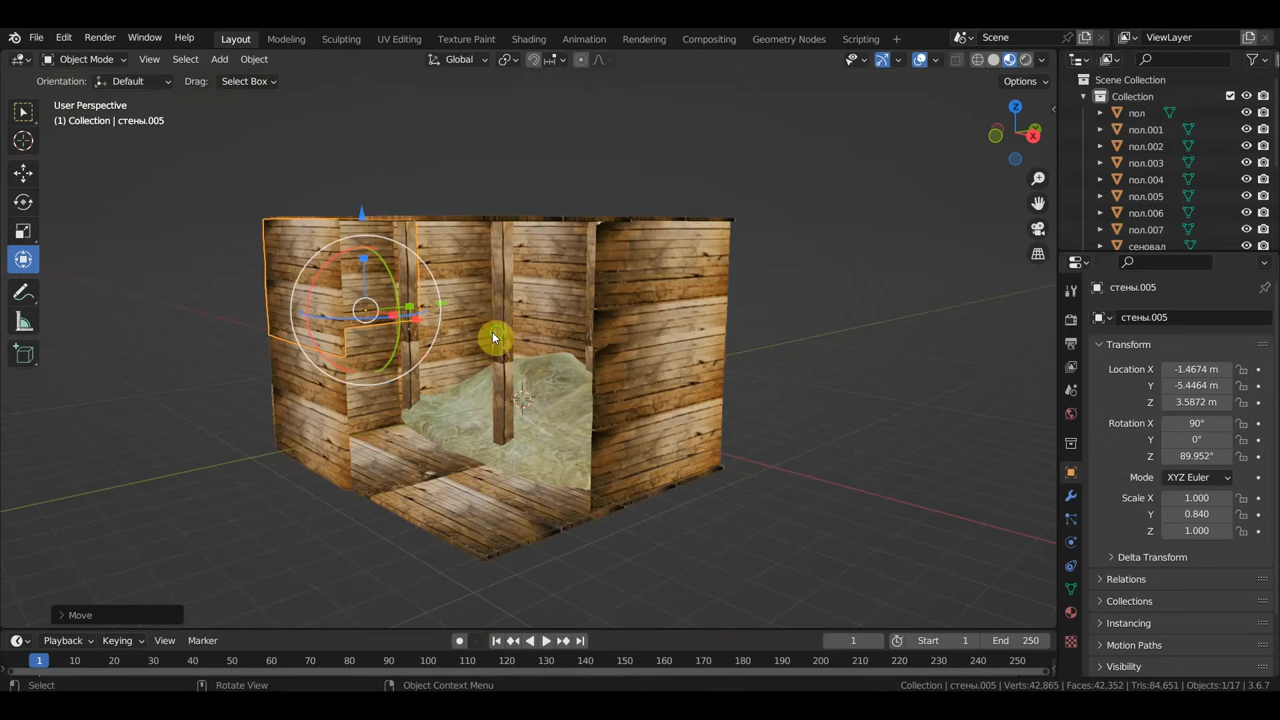 File Edit Render Window Help Layout Modeling Sculpting UV Editing Texture Paint Shading Animation Rendering Compositing Geometry Nodes Scripting + Scene ViewLayer
Object Mode View Select Add Object Global
Orientation: Default Drag: Select Box Options
User Perspective
(1) Collection | стены.005
Z
X
Scene Collection
Collection
пол
пол.001
пол.002
пол.003
пол.004
пол.005
пол.006
пол.007
сеновал
стены.005
стены.005
Transform
Location X -1.4674 m
Y -5.4464 m
Z 3.5872 m
Rotation X 90°
Y 0°
Z 89.952°
Mode XYZ Euler
Scale X 1.000
Y 0.840
Z 1.000
Delta Transform
Relations
Collections
Instancing
Motion Paths
Visibility
Move
Playback Keying View Marker 1 Start 1 End 250
1 10 20 30 40 50 60 70 80 90 100 110 120 130 140 150 160 170 180 190 200 210 220 230 240 250
Select Rotate View Object Context Menu Collection | стены.005 | Verts:42,865 | Faces:42,352 | Tris:84,651 | Objects:1/17 | 3.6.7